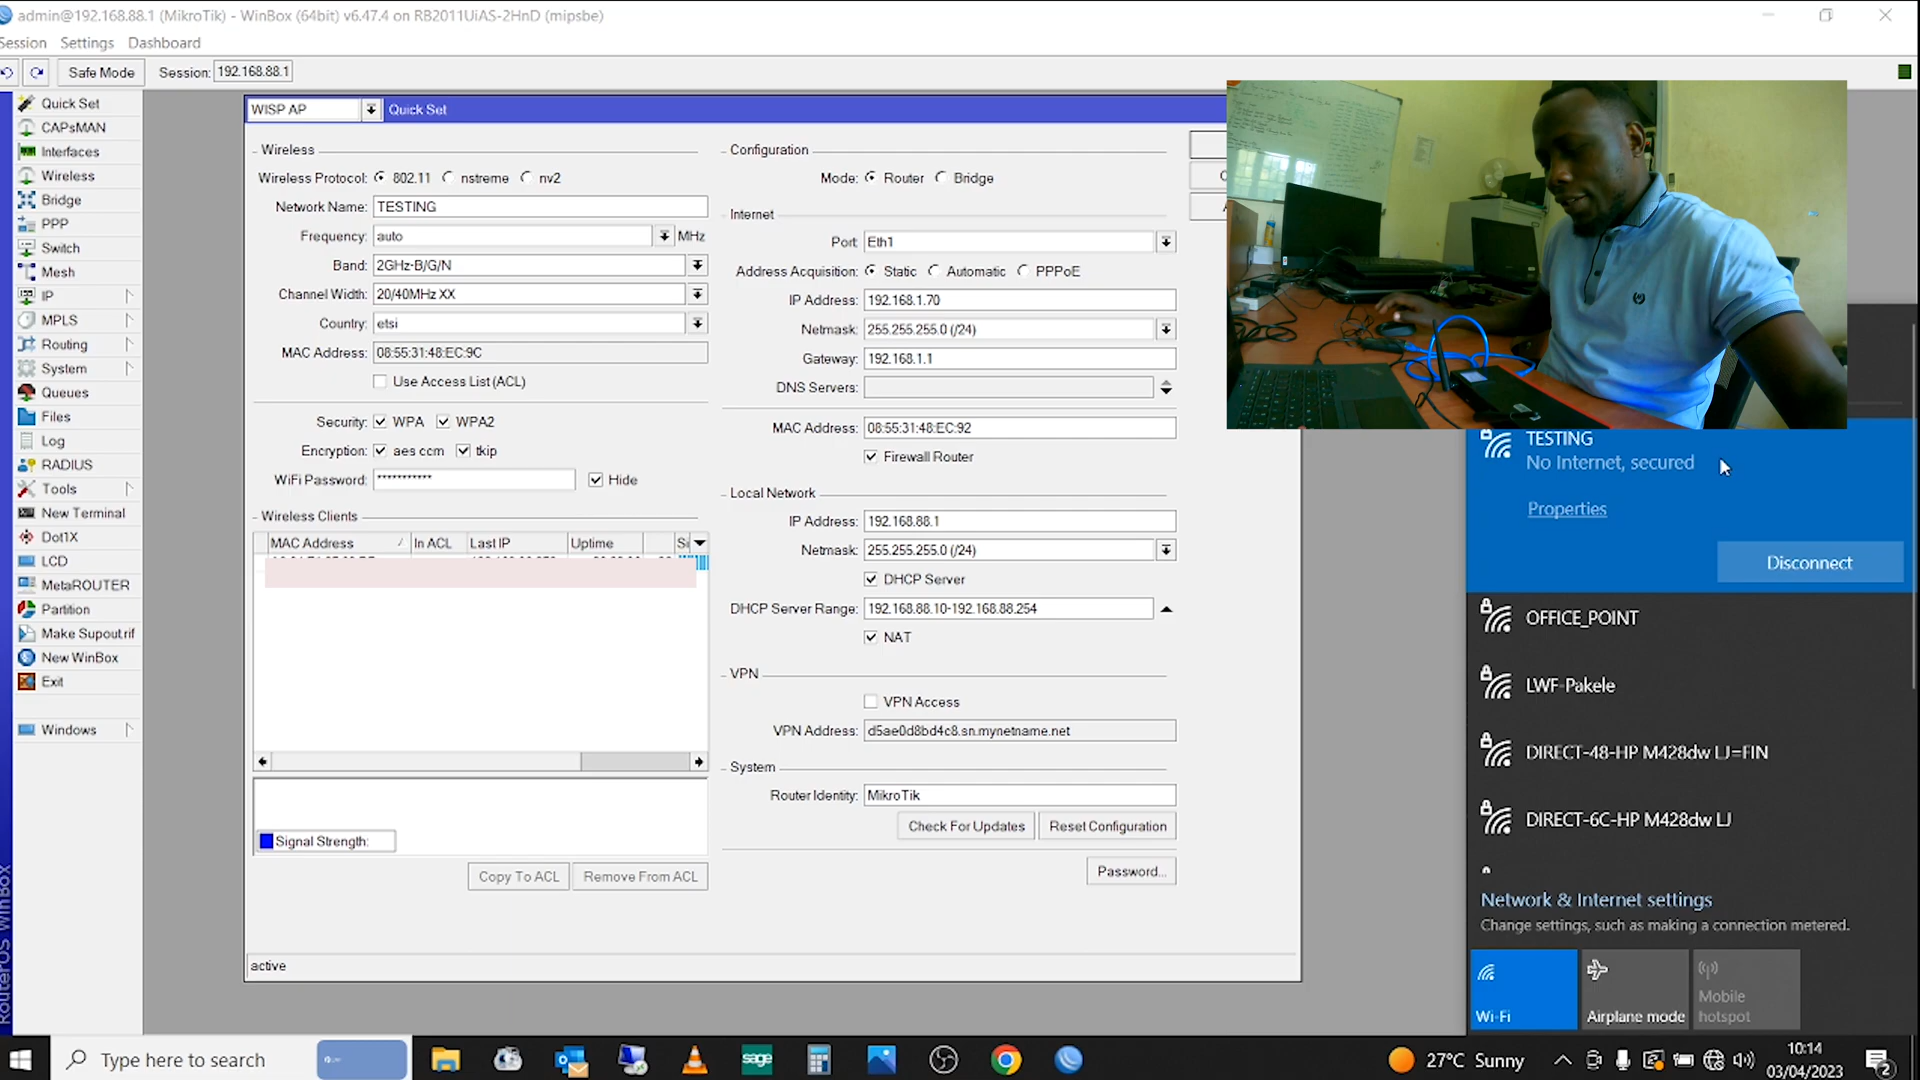 admin@192.168.88.1 (MikroTik) - WinBox (64bit) v6.47.4 on RB2011UiAS-2HnD (mipsbe)
Session Settings Dashboard
Safe Mode Session: 192.168.88.1
Quick Set
CAPsMAN
Interfaces
Wireless
Bridge
PPP
Switch
Mesh
IP
MPLS
Routing
System
Queues
Files
Log
RADIUS
Tools
New Terminal
Dot1X
LCD
MetaROUTER
Partition
Make Supout.rif
New WinBox
Exit
Windows
RouterOS WinBox
WISP AP Quick Set
Wireless
Wireless Protocol: 802.11 nstreme nv2
Network Name: TESTING
Frequency: auto MHz
Band: 2GHz-B/G/N
Channel Width: 20/40MHz XX
Country: etsi
MAC Address: 08:55:31:48:EC:9C
Use Access List (ACL)
Security: WPA WPA2
Encryption: aes ccm tkip
WiFi Password: *********** Hide
Wireless Clients
MAC Address In ACL Last IP Uptime
Signal Strength:
Copy To ACL Remove From ACL
active
Configuration
Mode: Router Bridge
Internet
Port: Eth1
Address Acquisition: Static Automatic PPPoE
IP Address: 192.168.1.70
Netmask: 255.255.255.0 (/24)
Gateway: 192.168.1.1
DNS Servers:
MAC Address: 08:55:31:48:EC:92
Firewall Router
Local Network
IP Address: 192.168.88.1
Netmask: 255.255.255.0 (/24)
DHCP Server
DHCP Server Range: 192.168.88.10-192.168.88.254
NAT
VPN
VPN Access
VPN Address: d5ae0d8bd4c8.sn.mynetname.net
System
Router Identity: MikroTik
Check For Updates Reset Configuration
Password...
TESTING
No Internet, secured
Properties
Disconnect
OFFICE_POINT
LWF-Pakele
DIRECT-48-HP M428dw LJ=FIN
DIRECT-6C-HP M428dw LJ
Network & Internet settings
Change settings, such as making a connection metered.
Wi-Fi
Airplane mode
Mobile
hotspot
Type here to search
sage
27°C Sunny
10:14
03/04/2023
2